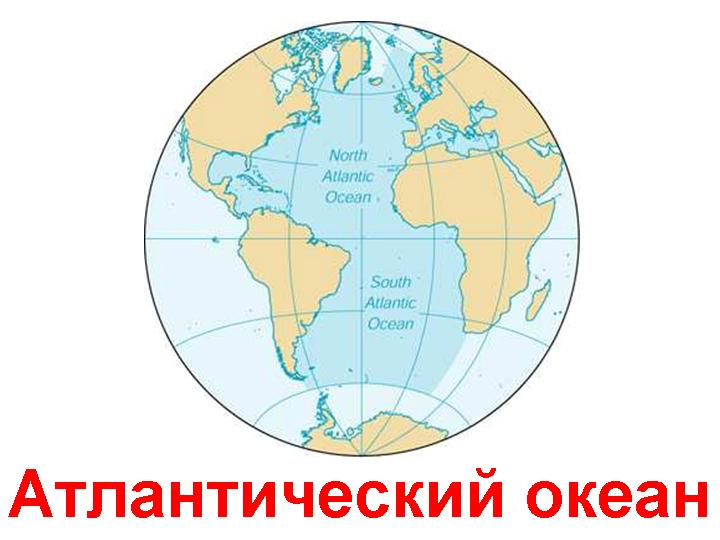 North
Atlantic
Ocean
South
Atlantic
Ocean
Атлантический океан